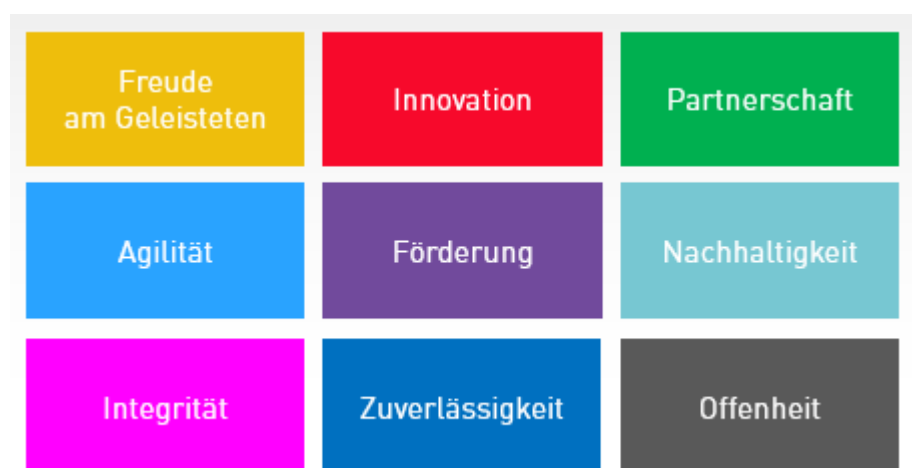 Freude
am Geleisteten
Innovation
Partnerschaft
Agilität
Förderung
Nachhaltigkeit
Integrität
Zuverlässigkeit
Offenheit